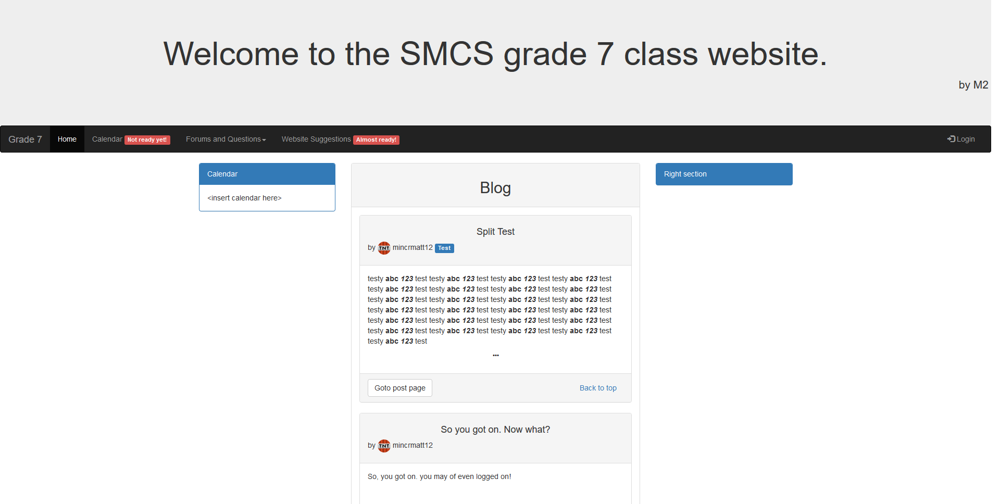 Welcome to the SMCS grade 7 class website.
by M2
Grade 7 Home Calendar Not ready yet! Forums and Questions Website Suggestions Almost ready! Login
Calendar
<insert calendar here>
Blog
Split Test
by TNT mincrmatt12 Test
testy abc 123 test testy abc 123 test testy abc 123 test testy abc 123 test
testy abc 123 test testy abc 123 test testy abc 123 test testy abc 123 test
testy abc 123 test testy abc 123 test testy abc 123 test testy abc 123 test
testy abc 123 test testy abc 123 test testy abc 123 test testy abc 123 test
testy abc 123 test testy abc 123 test testy abc 123 test testy abc 123 test
testy abc 123 test testy abc 123 test testy abc 123 test testy abc 123 test
testy abc 123 test
...
Goto post page Back to top
So you got on. Now what?
by TNT mincrmatt12
So, you got on. you may of even logged on!
Right section